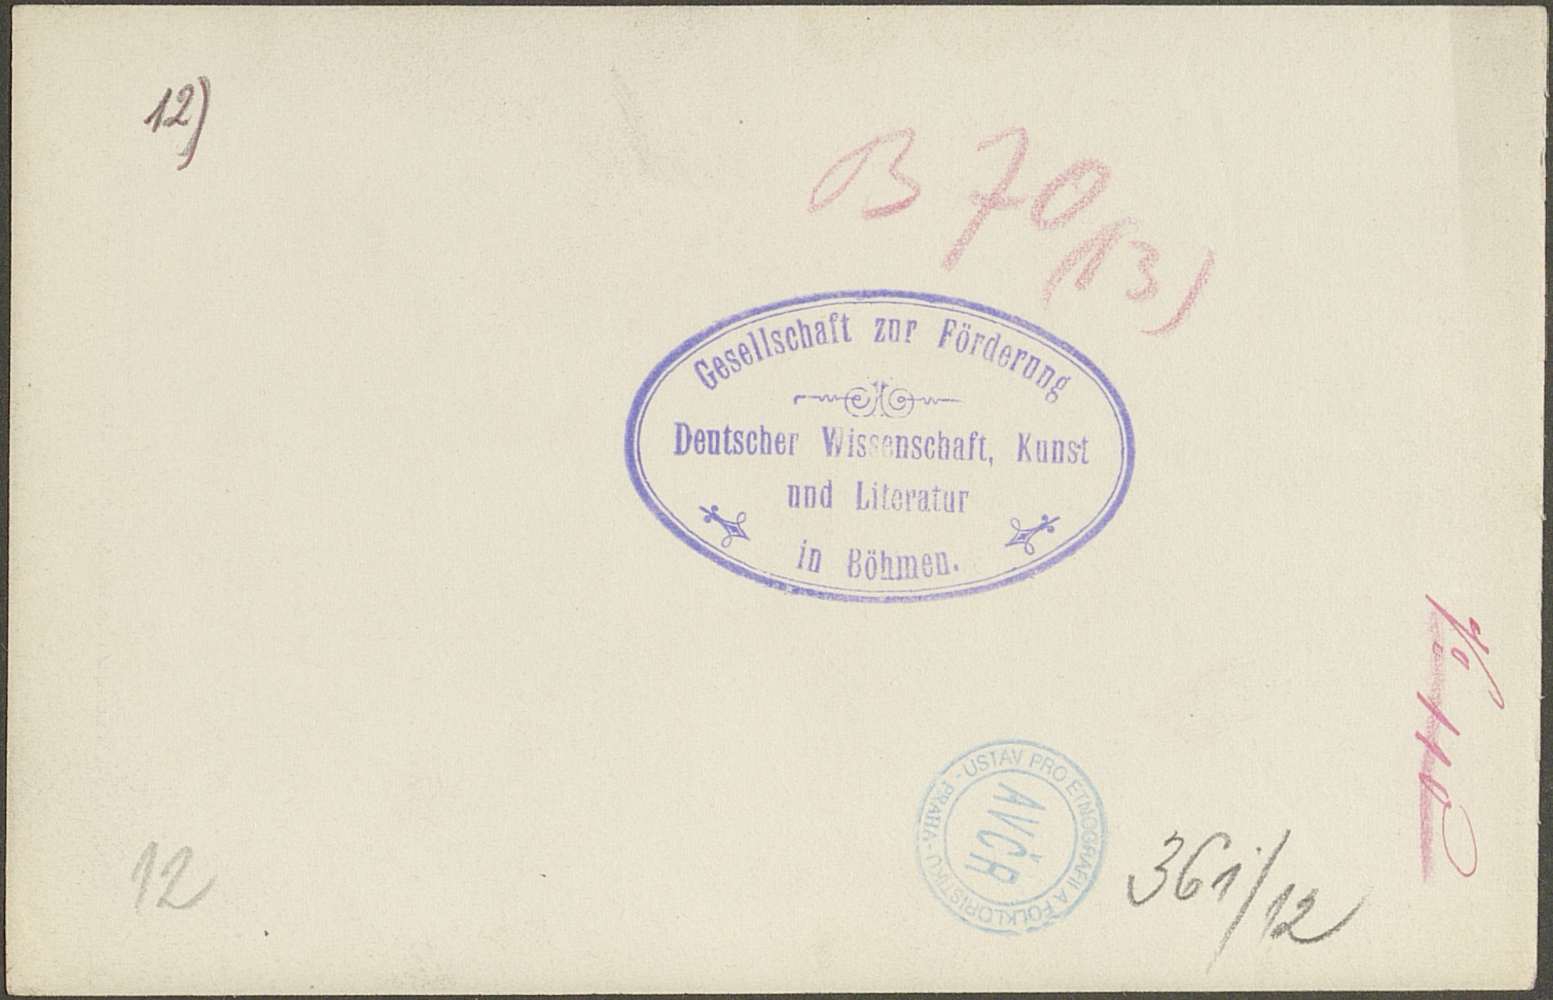 12)
B 70
(13)
Gesellschaft zur Förderung
Deutscher Wissenschaft, Kunst
und Literatur
in Böhmen.
ÚSTAV PRO ETNOGRAFII A FOLKLORISTIKU - PRAHA -
AVČR
361/12
12